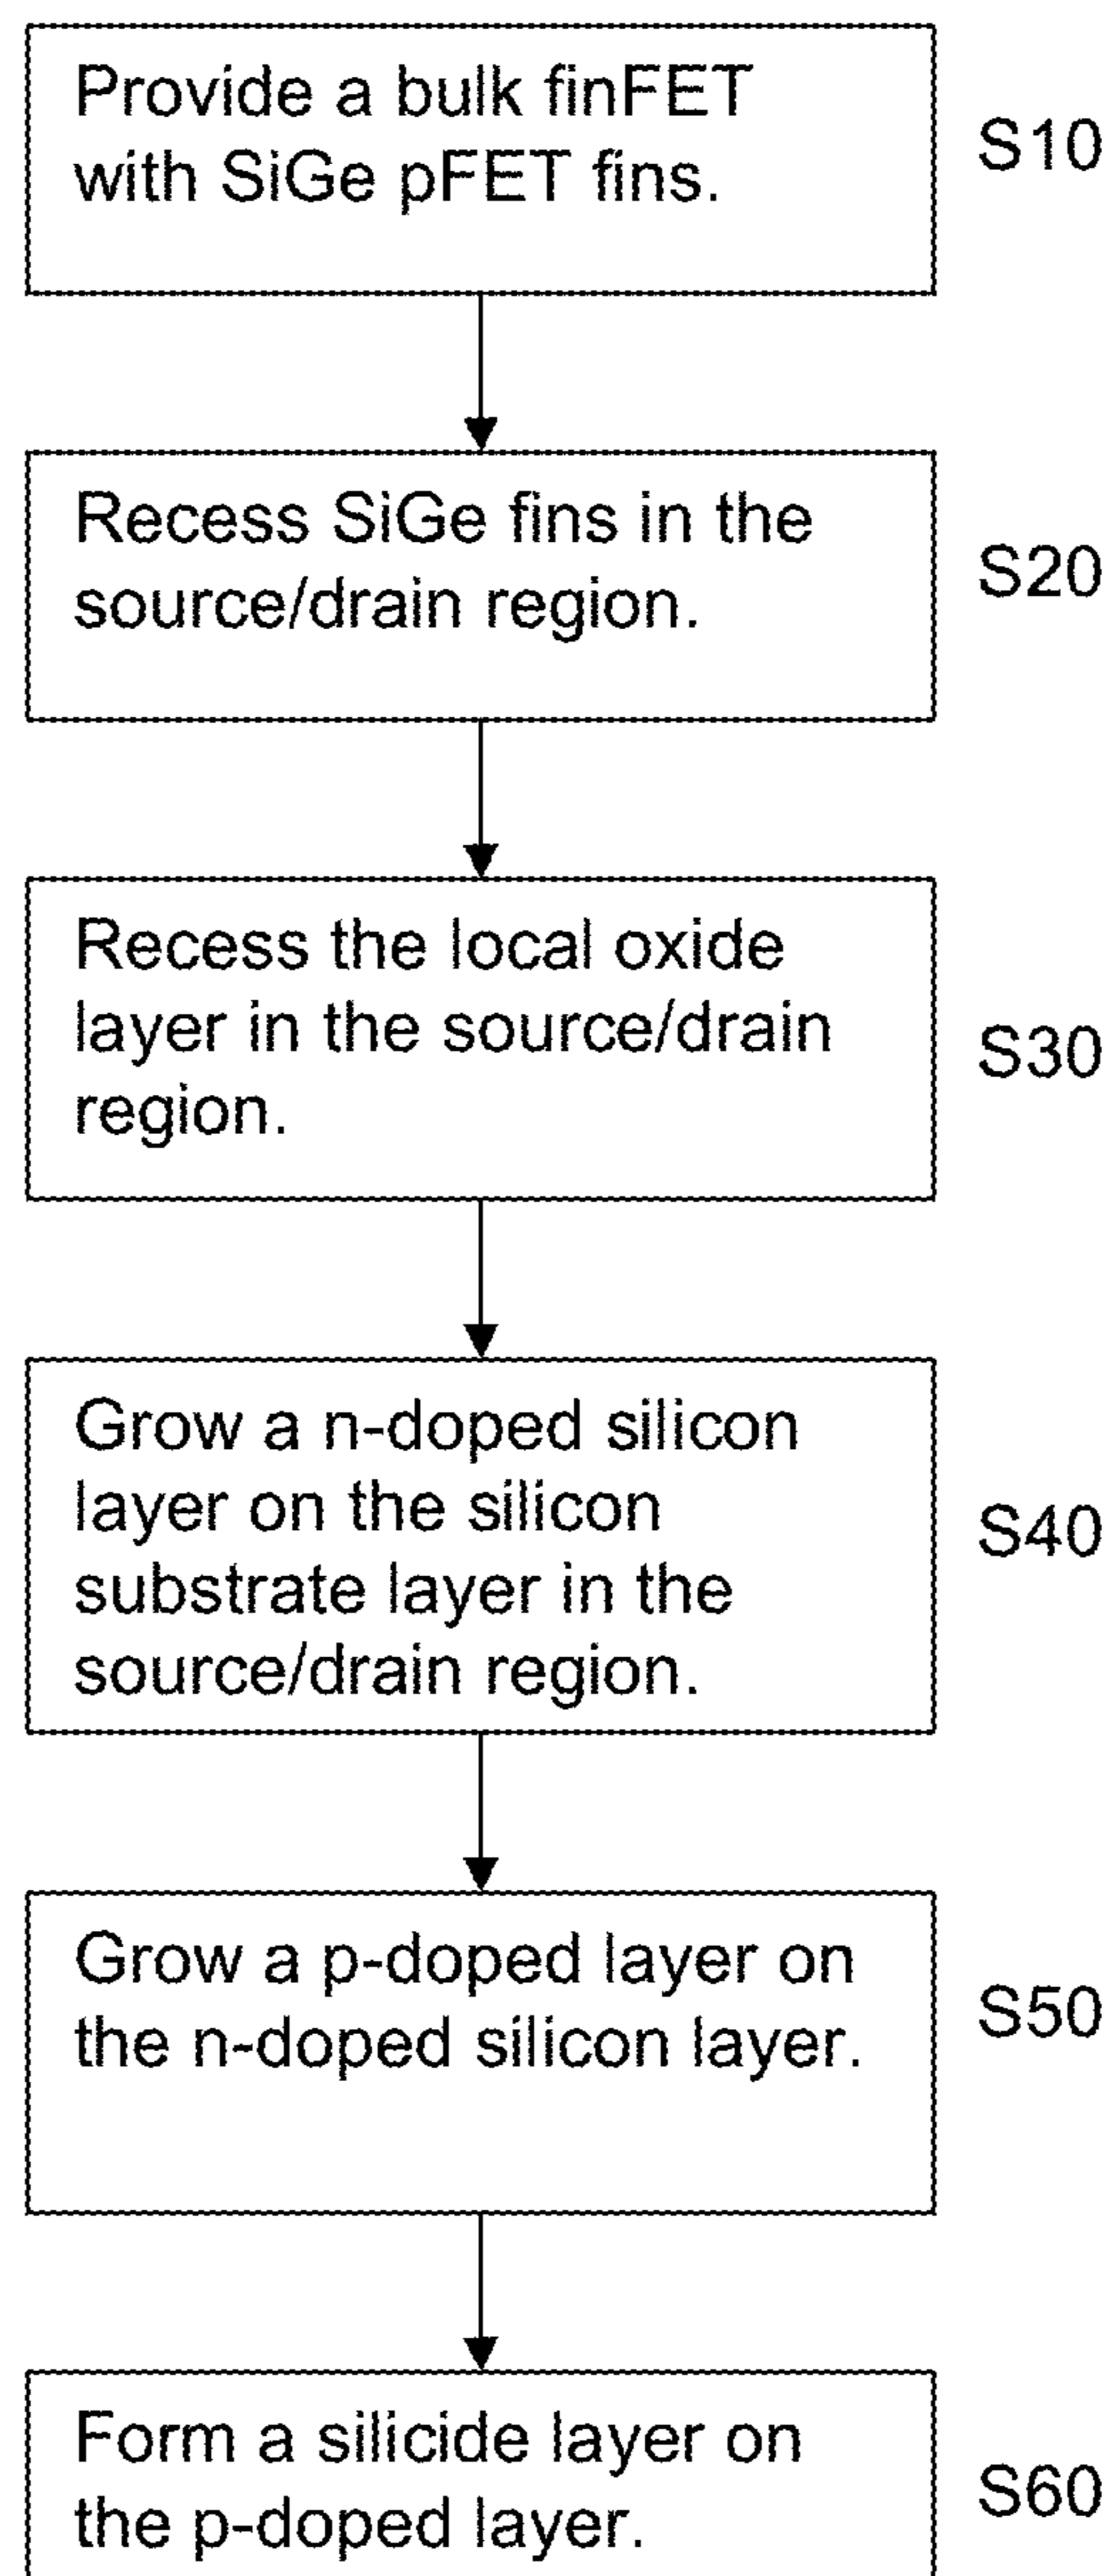 Provide a bulk finFET
with SiGe pFET fins.
S10
Recess SiGe fins in the
source/drain region.
S20
Recess the local oxide
layer in the source/drain
region.
S30
Grow a n-doped silicon
layer on the silicon
substrate layer in the
source/drain region.
S40
Grow a p-doped layer on
the n-doped silicon layer.
S50
Form a silicide layer on
the p-doped layer.
S60